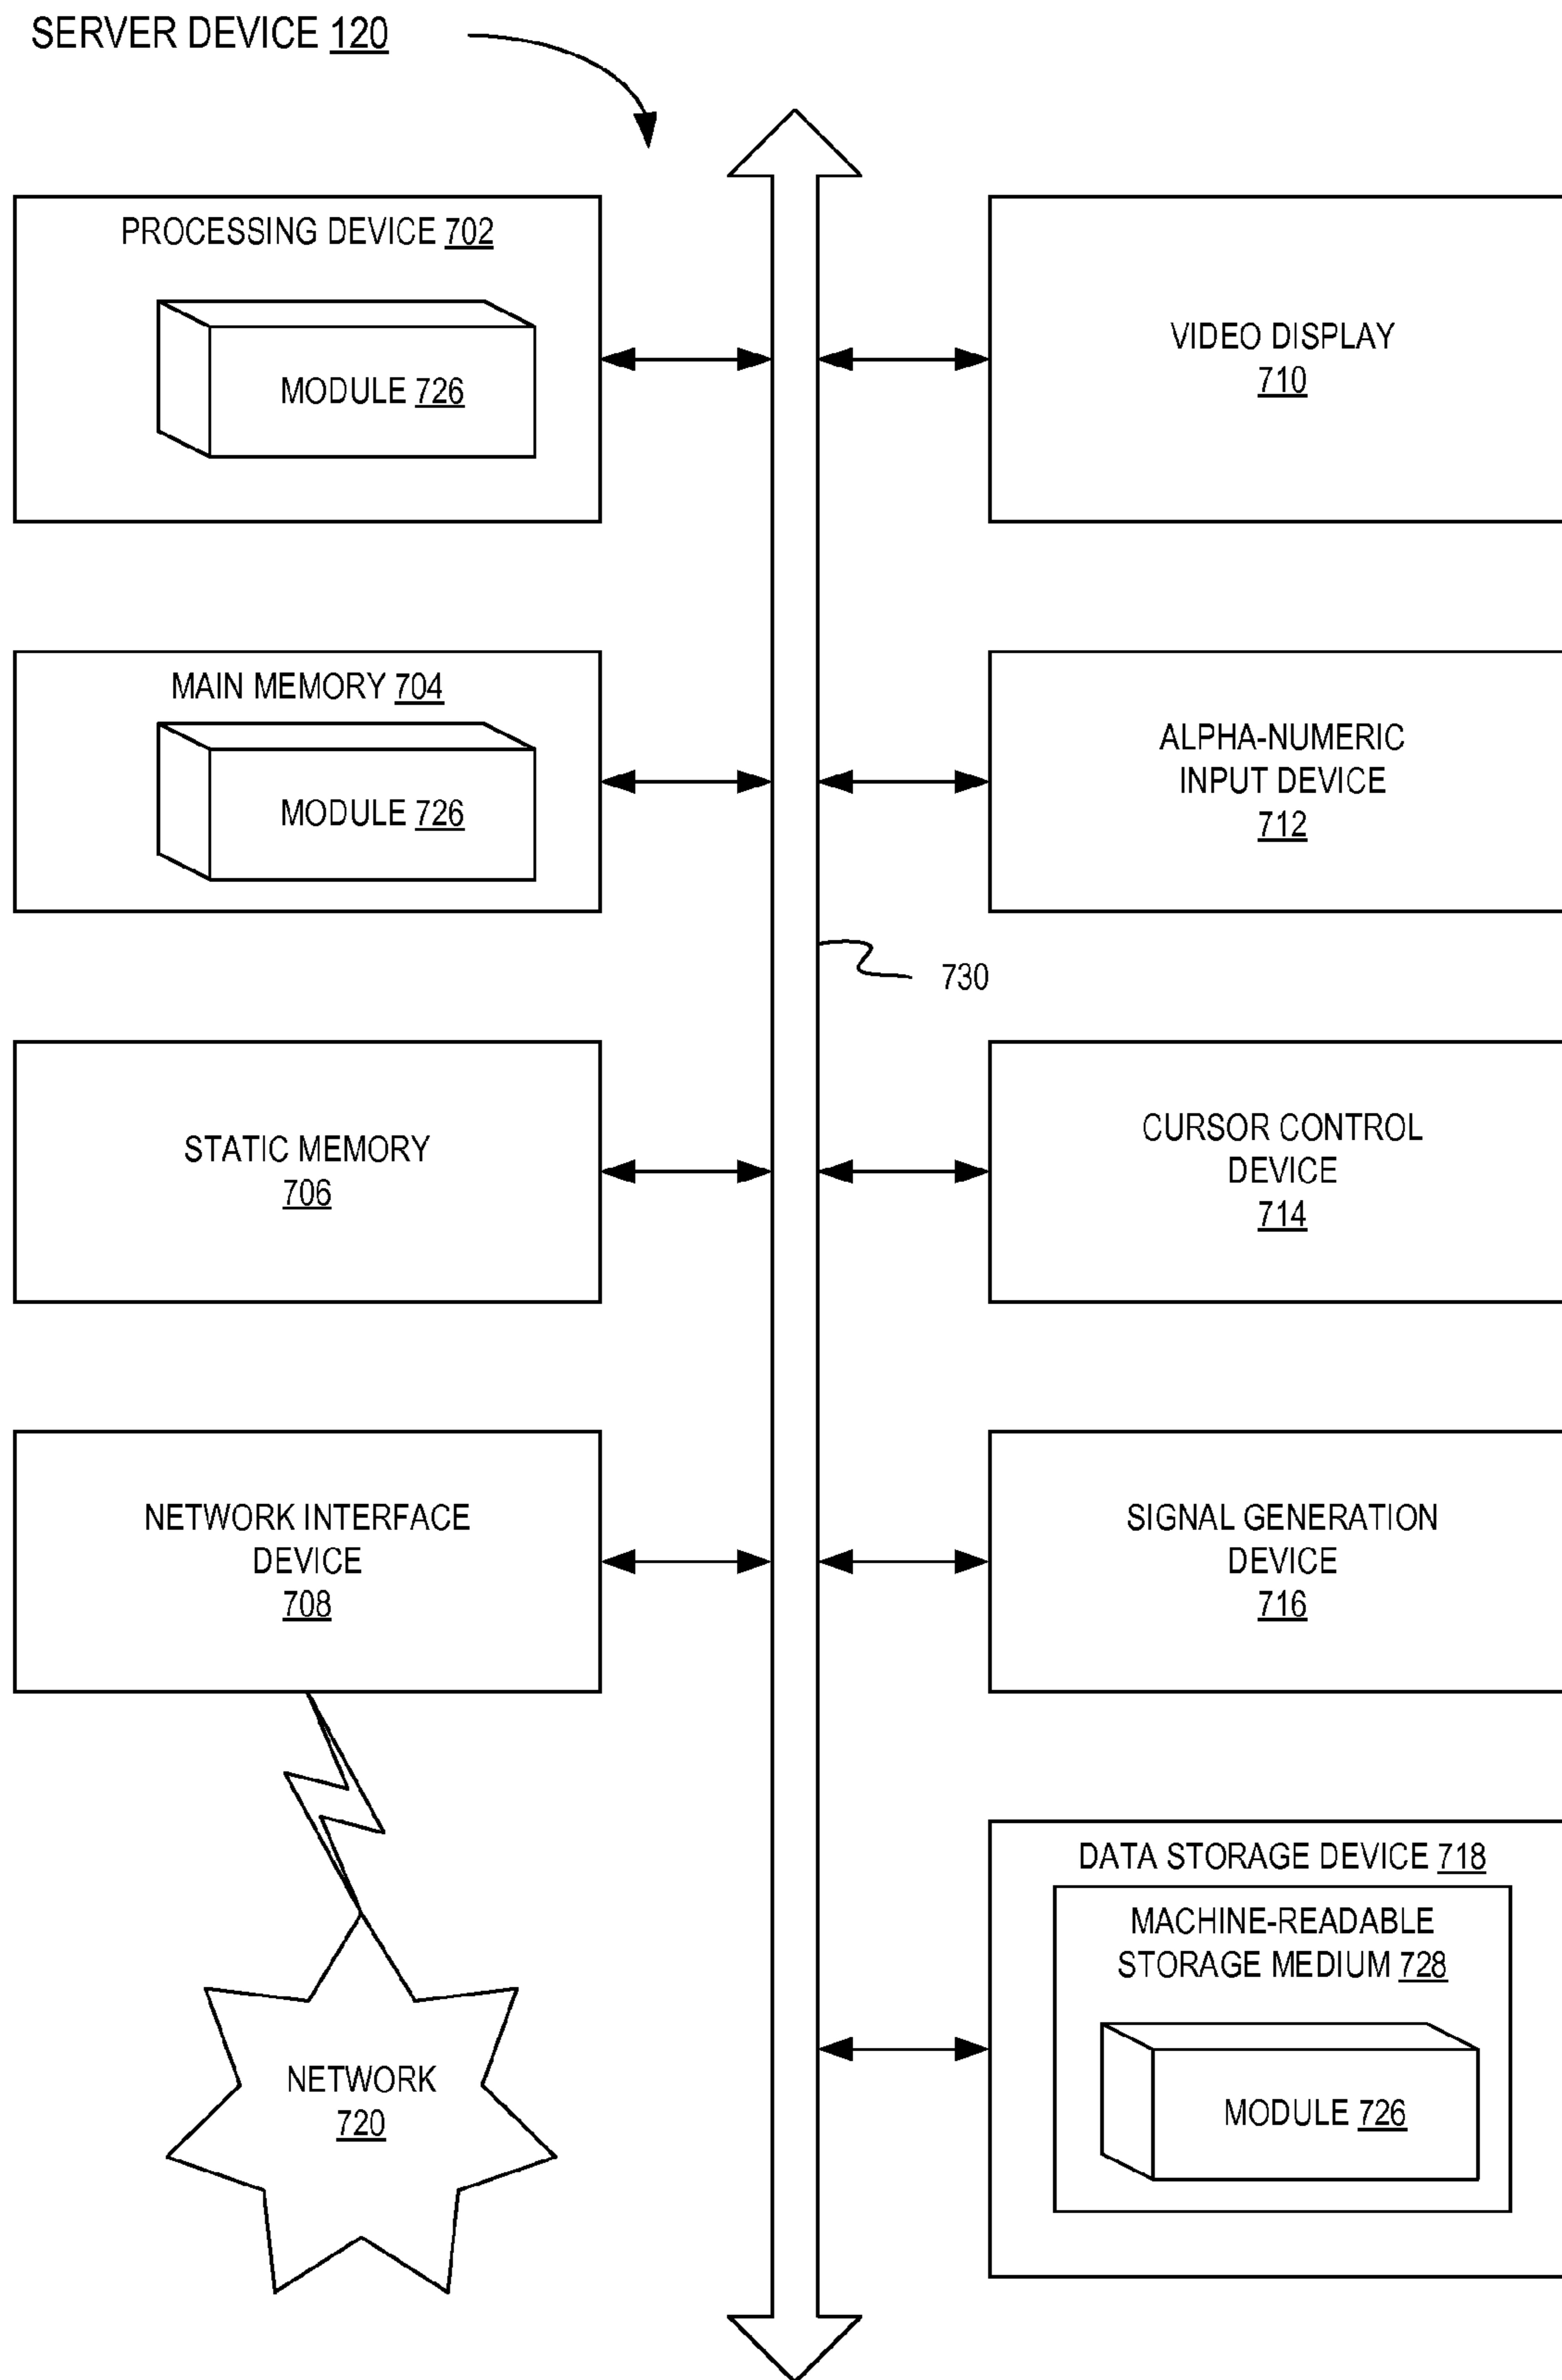 SERVER DEVICE 120
PROCESSING DEVICE 702
MODULE 726
VIDEO DISPLAY
710
MAIN MEMORY 704
MODULE 726
ALPHA-NUMERIC
INPUT DEVICE
712
730
STATIC MEMORY
706
CURSOR CONTROL
DEVICE
714
NETWORK INTERFACE
DEVICE
708
SIGNAL GENERATION
DEVICE
716
DATA STORAGE DEVICE 718
MACHINE-READABLE
STORAGE MEDIUM 728
MODULE 726
NETWORK
720